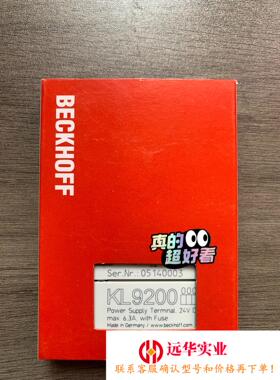 BECKHOFF
真的
超好看
Ser.Nr.: 05140003
KL9200
Power Supply Terminal, 24V D
max. 6.3A, with Fuse
Made in Germany / www.beckhoff.
远华实业
联系客服确认型号和价格再下单!